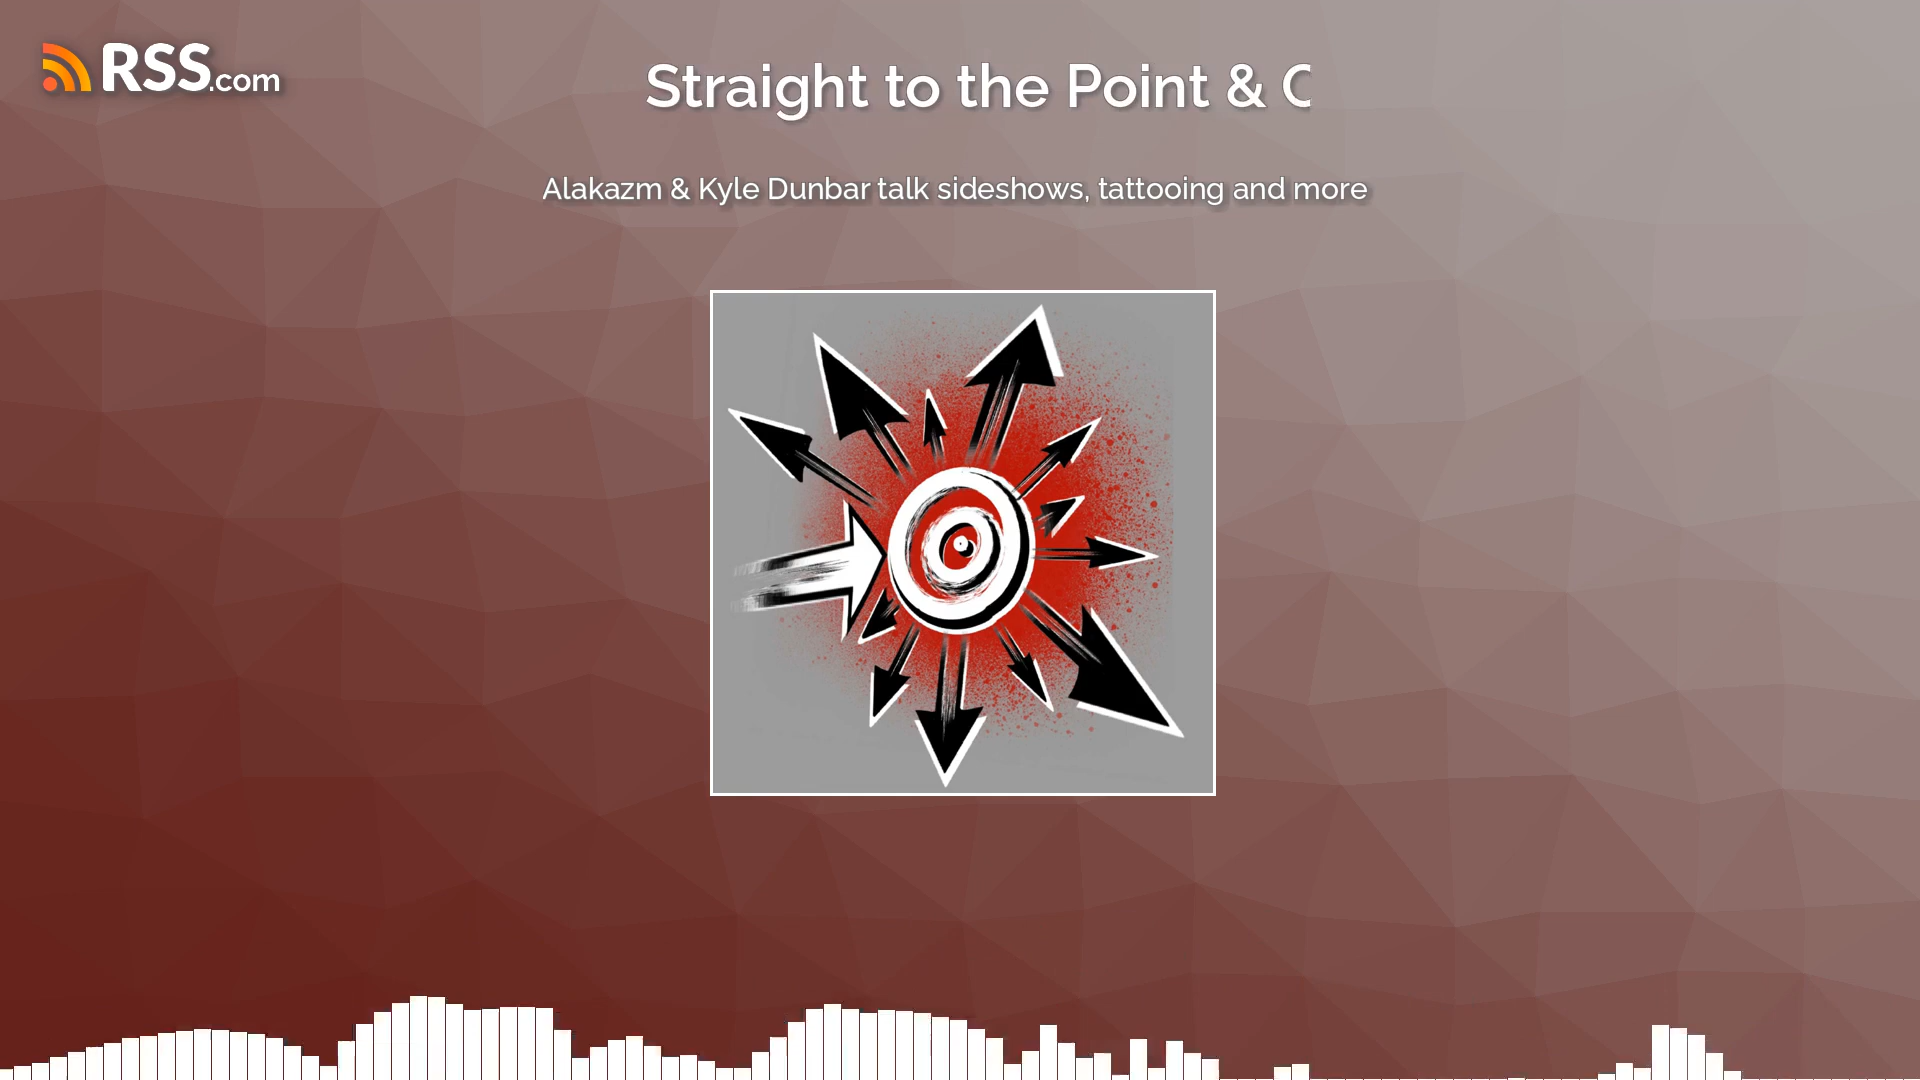 RSS.com
Straight to the Point &
Alakazm & Kyle Dunbar talk sideshows, tattooing and more